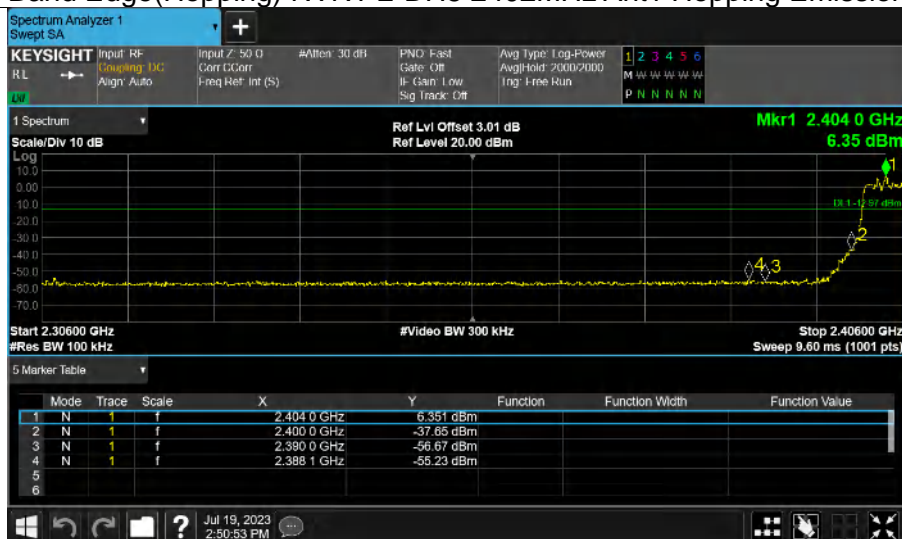 Spectrum Analyzer 1
Swept SA
+
KEYSIGHT Input: RF Input Z: 50 Ω #Atten: 30 dB PNO: Fast Avg Type: Log-Power 1 2 3 4 5 6
RL Coupling: DC Corr CCorr Gate: Off Avg|Hold: 2000/2000 M W W W W W
Align: Auto Freq Ref: Int (S) IF Gain: Low Trig: Free Run
Sig Track: Off P N N N N N
1 Spectrum Ref Lvl Offset 3.01 dB Mkr1 2.404 0 GHz
Scale/Div 10 dB Ref Level 20.00 dBm 6.35 dBm
Log
10.0
0.00
10.0
-20.0
-30.0
-40.0
-50.0
-60.0
-70.0
1
DL1 -12.97 dBm
2
4 3
Start 2.30600 GHz #Video BW 300 kHz Stop 2.40600 GHz
#Res BW 100 kHz Sweep 9.60 ms (1001 pts)
5 Marker Table
Mode Trace Scale X Y Function Function Width Function Value
1 N 1 f 2.404 0 GHz 6.351 dBm
2 N 1 f 2.400 0 GHz -37.65 dBm
3 N 1 f 2.390 0 GHz -56.67 dBm
4 N 1 f 2.388 1 GHz -55.23 dBm
5
6
? Jul 19, 2023
2:50:53 PM